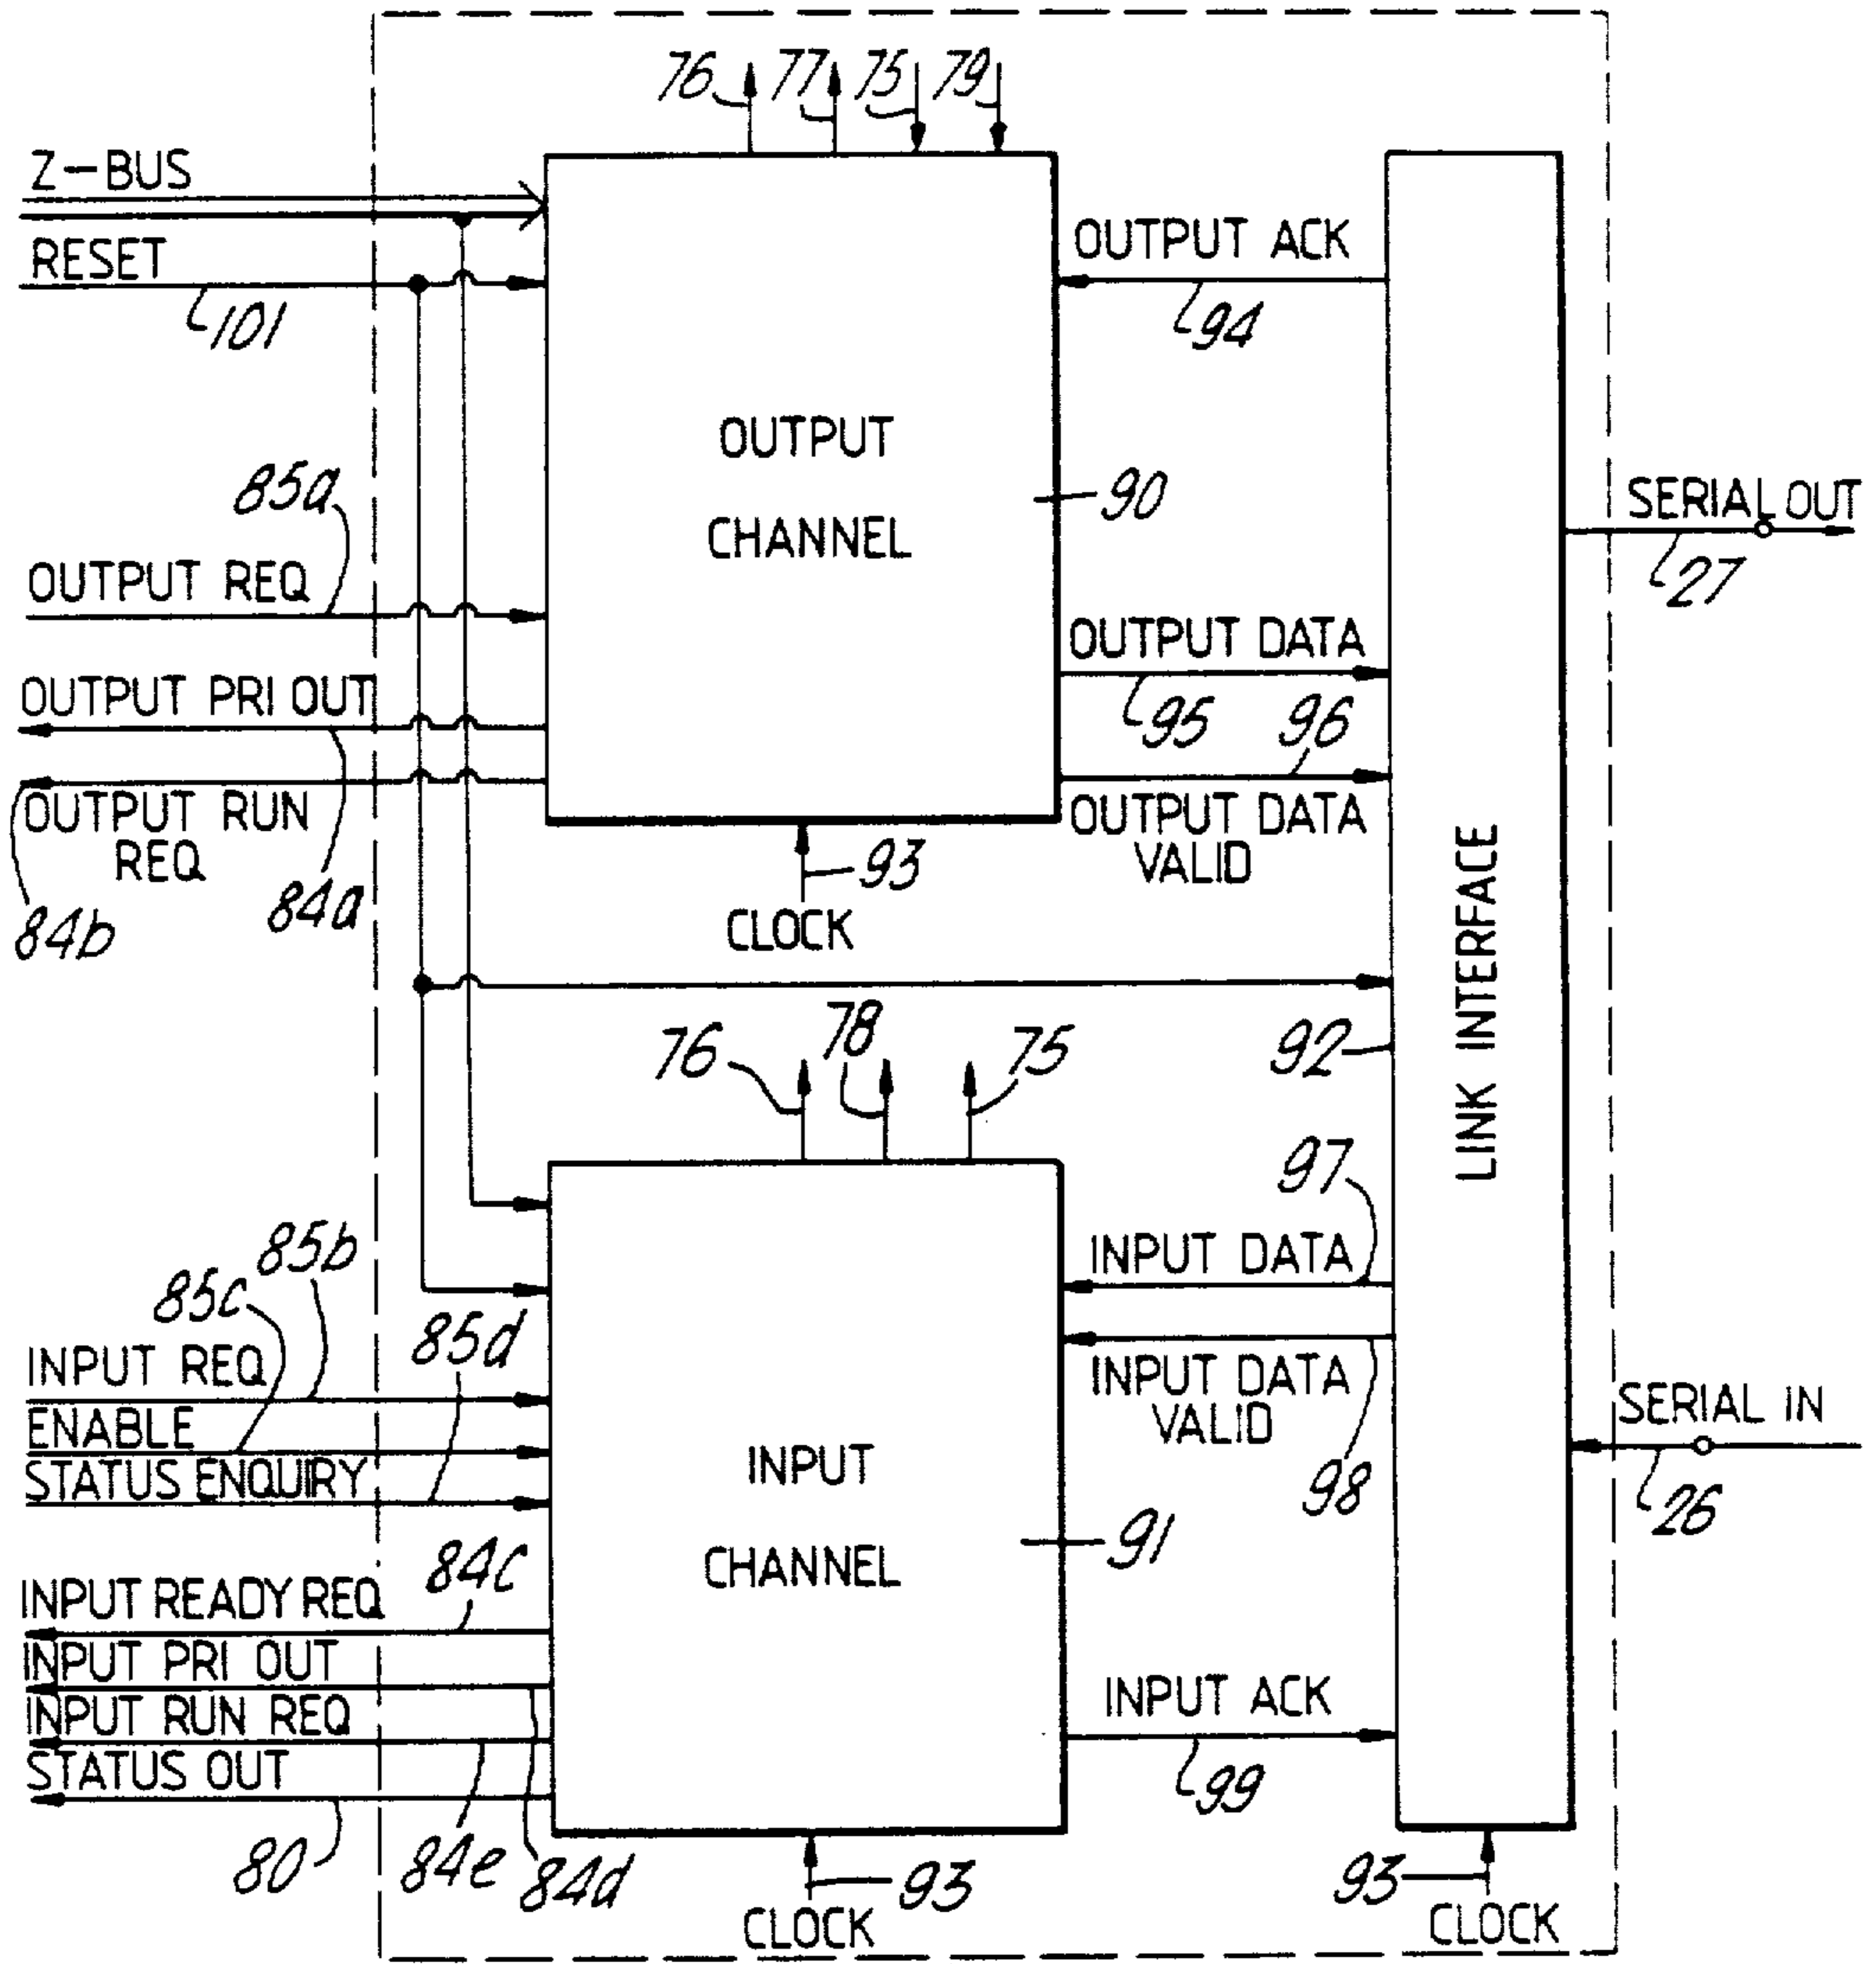 76 77 75 79
Z-BUS
RESET
101
OUTPUT ACK
94
OUTPUT
CHANNEL
90
85a
SERIAL OUT
27
OUTPUT REQ
OUTPUT DATA
95
96
OUTPUT PRI OUT
OUTPUT RUN
REQ
84b
84a
OUTPUT DATA
VALID
93
CLOCK
LINK INTERFACE
92
76
78
75
97
85b
85c
85d
INPUT DATA
INPUT REQ
ENABLE
STATUS ENQUIRY
INPUT DATA
VALID
98
SERIAL IN
26
INPUT
CHANNEL
91
84c
INPUT READY REQ
INPUT PRI OUT
INPUT RUN REQ
STATUS OUT
INPUT ACK
99
80
84e
84d
93
CLOCK
93
CLOCK